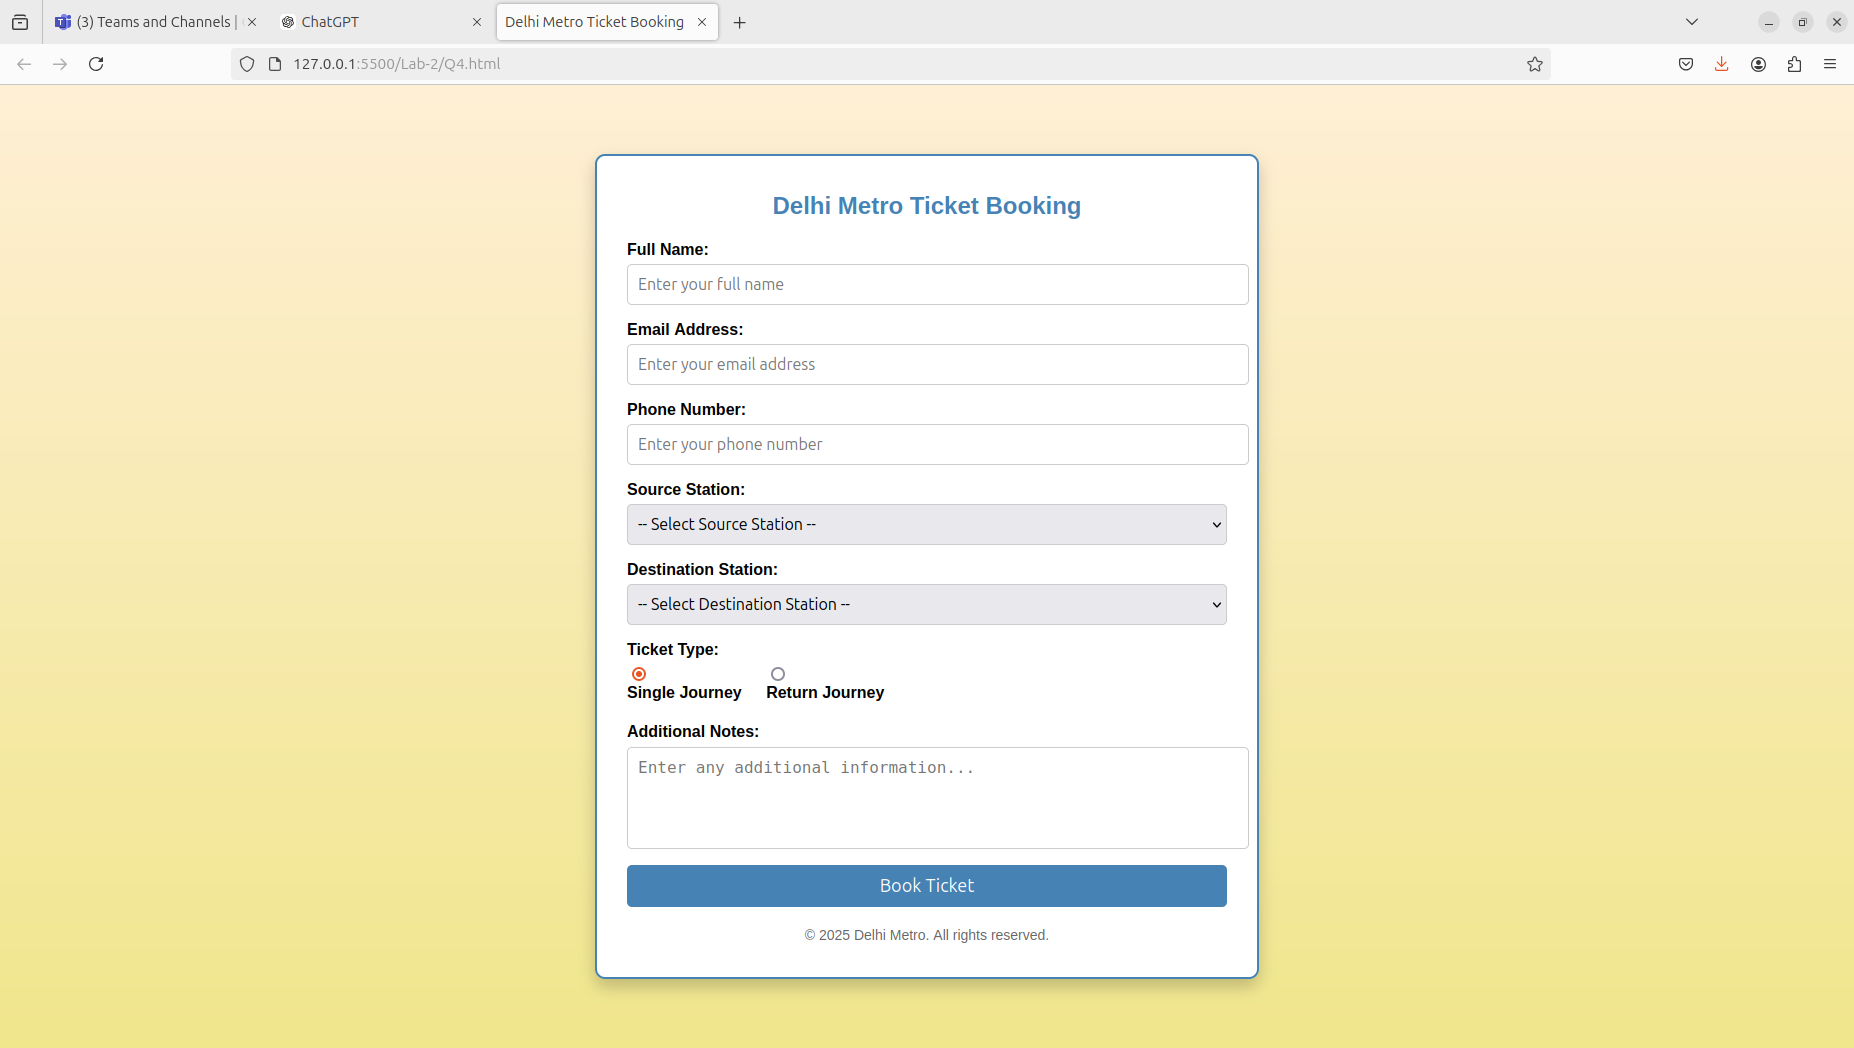 (3) Teams and Channels |
ChatGPT
Delhi Metro Ticket Booking
127.0.0.1:5500/Lab-2/Q4.html
Delhi Metro Ticket Booking
Full Name:
Enter your full name
Email Address:
Enter your email address
Phone Number:
Enter your phone number
Source Station:
-- Select Source Station --
Destination Station:
-- Select Destination Station --
Ticket Type:
Single Journey Return Journey
Additional Notes:
Enter any additional information...
Book Ticket
© 2025 Delhi Metro. All rights reserved.